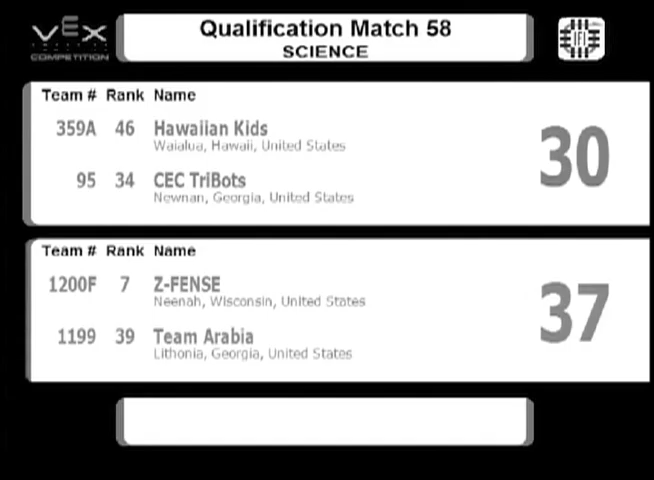 VEX
COMPETITION
Qualification Match 58
SCIENCE
IFI
Team # Rank Name
359A 46 Hawaiian Kids
Waialua, Hawaii, United States
95 34 CEC TriBots
Newnan, Georgia, United States
30
Team # Rank Name
1200F 7 Z-FENSE
Neenah, Wisconsin, United States
1199 39 Team Arabia
Lithonia, Georgia, United States
37